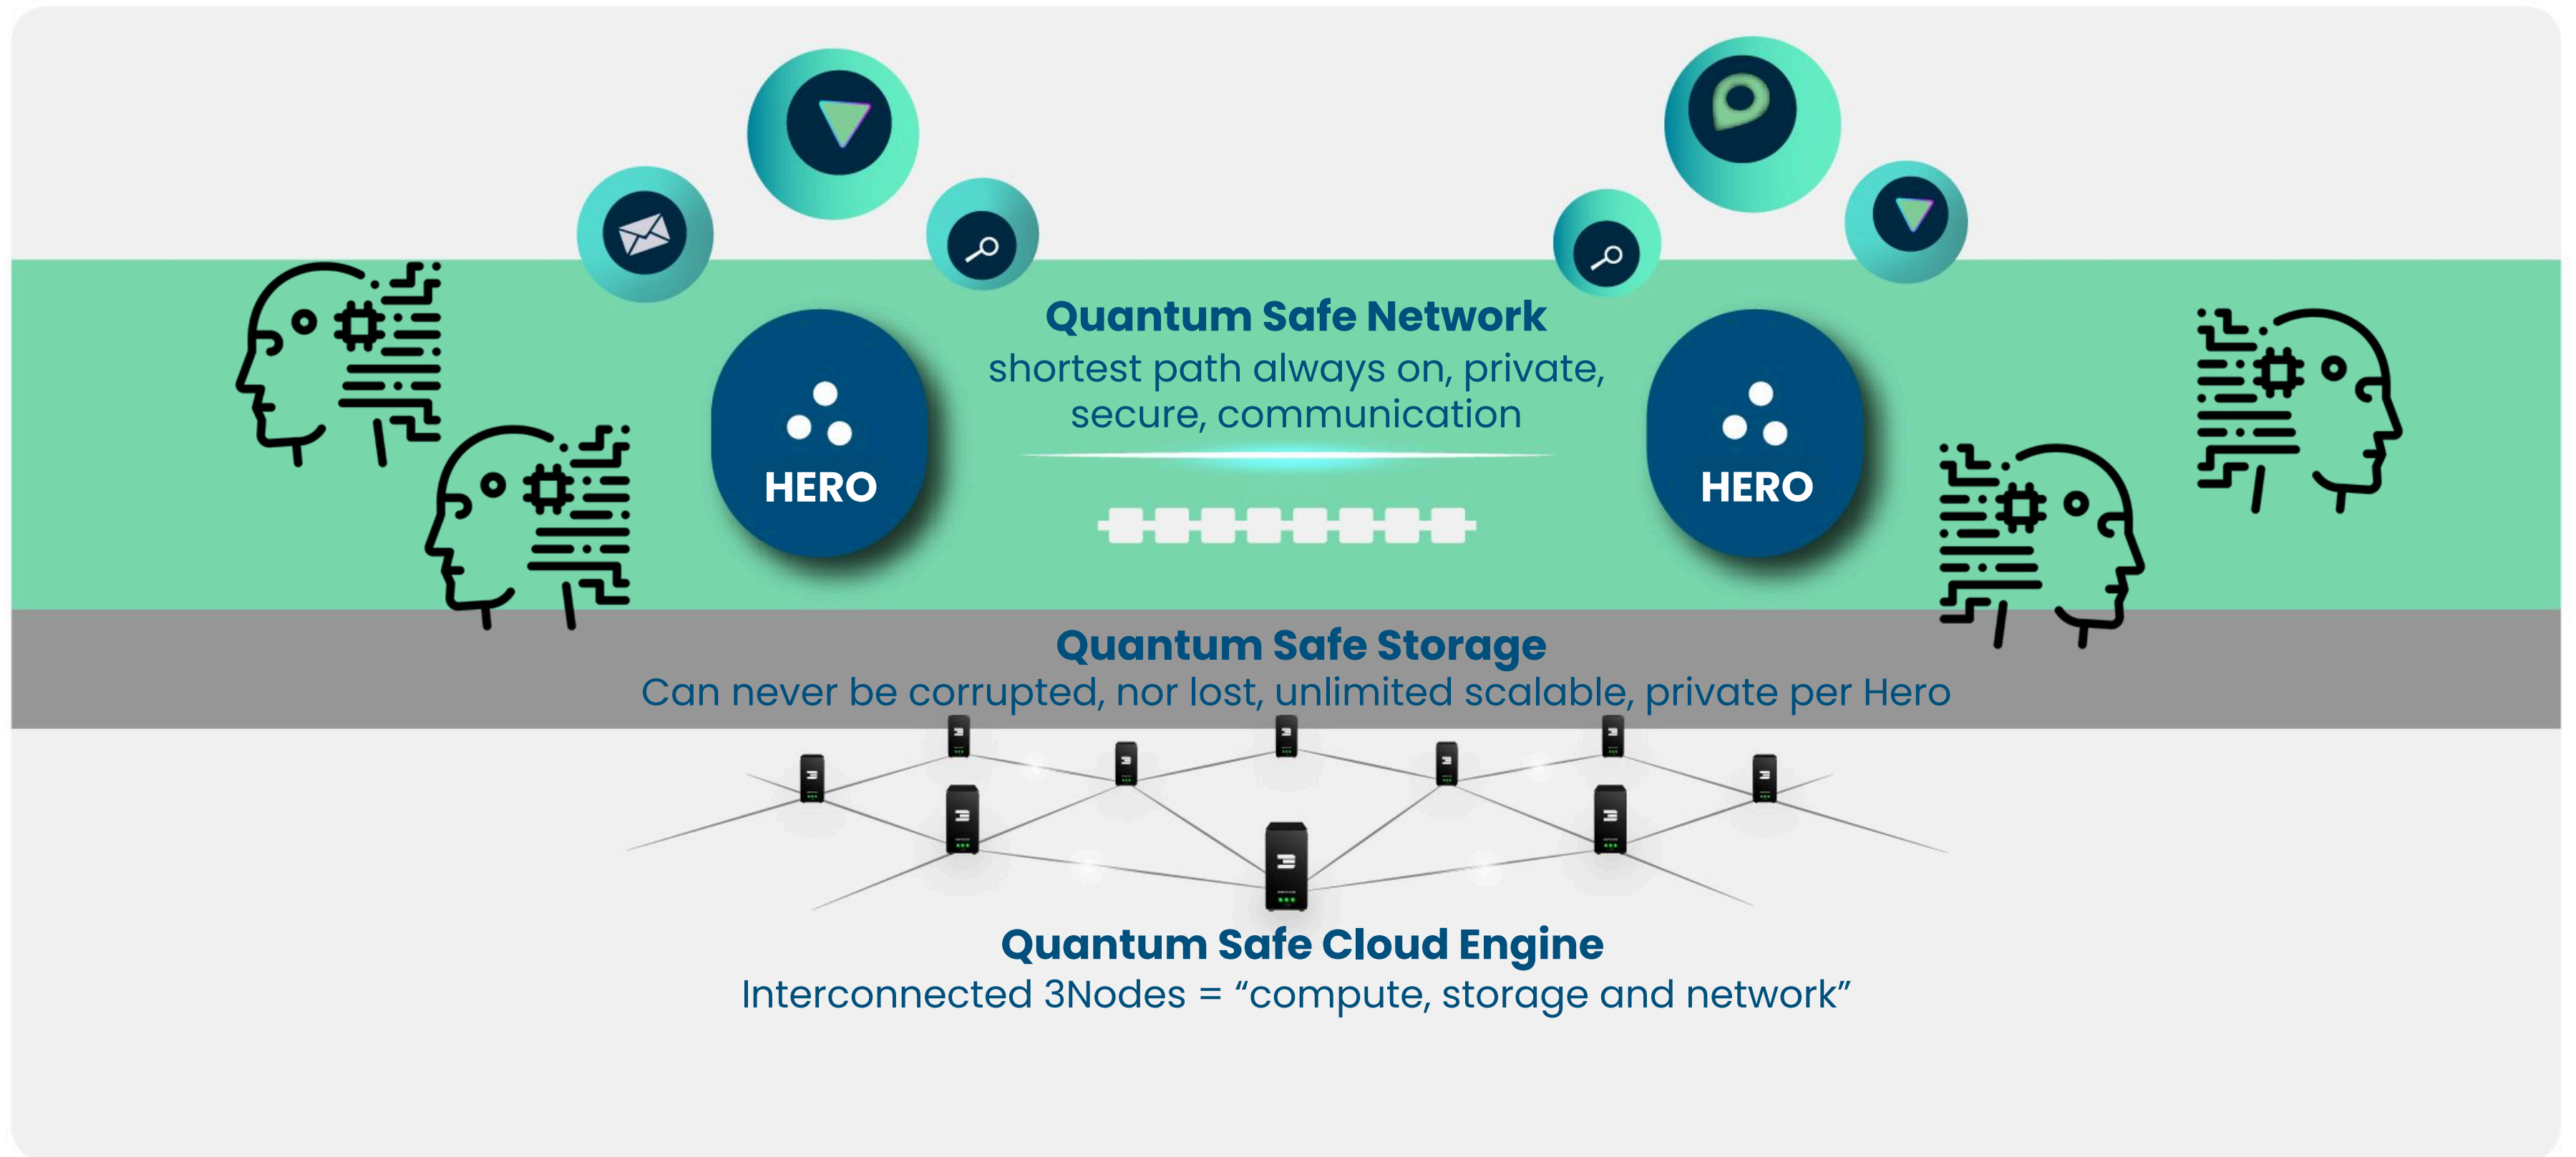 Quantum Safe Network
shortest path always on, private,
secure, communication
HERO
HERO
Quantum Safe Storage
Can never be corrupted, nor lost, unlimited scalable, private per Hero
Quantum Safe Cloud Engine
Interconnected 3Nodes = “compute, storage and network”